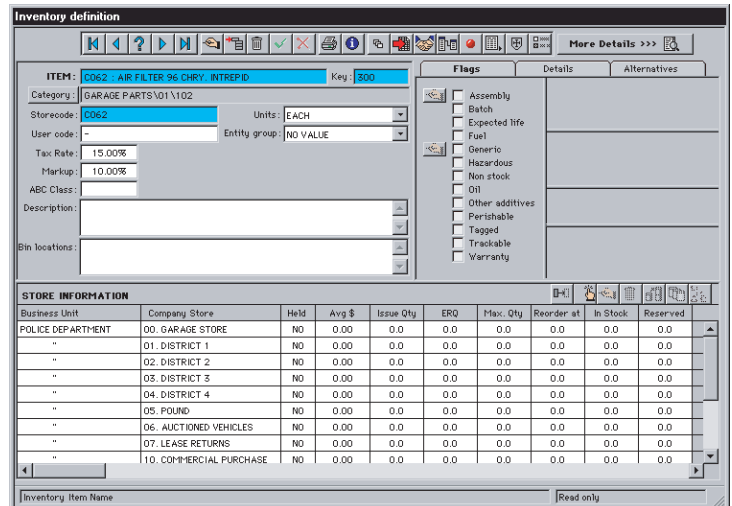 Inventory definition
More Details >>>
ITEM: C062 : AIR FILTER 96 CHRY. INTREPID Key: 300
Category: GARAGE PARTS\01\102
Storecode: C062 Units: EACH
User code: - Entity group: NO VALUE
Tax Rate: 15.00%
Markup: 10.00%
ABC Class:
Description:
Bin locations:
Flags Details Alternatives
Assembly
Batch
Expected life
Fuel
Generic
Hazardous
Non stock
Oil
Other additives
Perishable
Tagged
Trackable
Warranty
STORE INFORMATION
Business Unit Company Store Held Avg $ Issue Qty ERQ Max. Qty Reorder at In Stock Reserved
POLICE DEPARTMENT 00. GARAGE STORE NO 0.00 0.0 0.0 0.0 0.0 0.0 0.0
" 01. DISTRICT 1 NO 0.00 0.0 0.0 0.0 0.0 0.0 0.0
" 02. DISTRICT 2 NO 0.00 0.0 0.0 0.0 0.0 0.0 0.0
" 03. DISTRICT 3 NO 0.00 0.0 0.0 0.0 0.0 0.0 0.0
" 04. DISTRICT 4 NO 0.00 0.0 0.0 0.0 0.0 0.0 0.0
" 05. POUND NO 0.00 0.0 0.0 0.0 0.0 0.0 0.0
" 06. AUCTIONED VEHICLES NO 0.00 0.0 0.0 0.0 0.0 0.0 0.0
" 07. LEASE RETURNS NO 0.00 0.0 0.0 0.0 0.0 0.0 0.0
" 10. COMMERCIAL PURCHASE NO 0.00 0.0 0.0 0.0 0.0 0.0 0.0
Inventory Item Name Read only